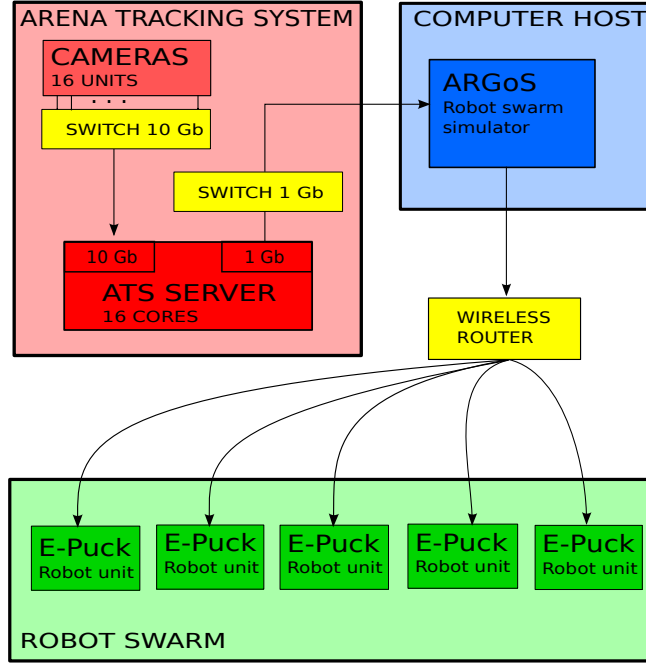 ARENA TRACKING SYSTEM
CAMERAS
16 UNITS
. . .
SWITCH 10 Gb
SWITCH 1 Gb
10 Gb
1 Gb
ATS SERVER
16 CORES
COMPUTER HOST
ARGoS
Robot swarm
simulator
WIRELESS
ROUTER
E-Puck
Robot unit
E-Puck
Robot unit
E-Puck
Robot unit
E-Puck
Robot unit
E-Puck
Robot unit
ROBOT SWARM